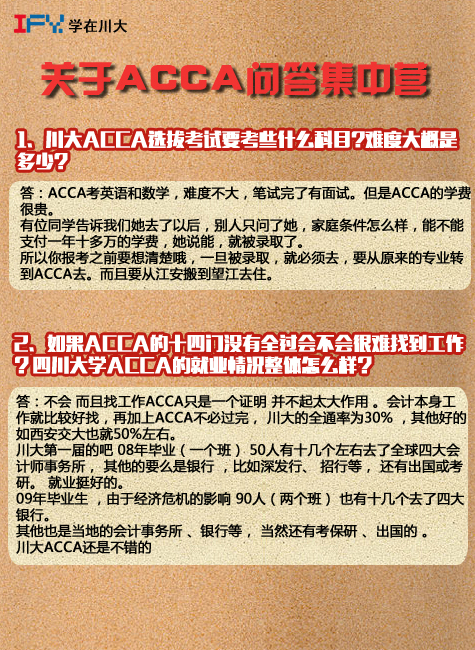 IFY. 学在川大
关于ACCA问答集中营
1、川大ACCA选拔考试要考些什么科目?难度大概是
多少?
答：ACCA考英语和数学，难度不大，笔试完了有面试。但是ACCA的学费
很贵。
有位同学告诉我们她去了以后，别人只问了她，家庭条件怎么样，能不能
支付一年十多万的学费，她说能，就被录取了。
所以你报考之前要想清楚哦，一旦被录取，就必须去，要从原来的专业转
到ACCA去。而且要从江安搬到望江去住。
2、如果ACCA的十四门没有全过会不会很难找到工作
？四川大学ACCA的就业情况整体怎么样？
答：不会 而且找工作ACCA只是一个证明 并不起太大作用 。会计本身工
作就比较好找，再加上ACCA不必过完， 川大的全通率为30% ，其他好的
如西安交大也就50%左右。
川大第一届的吧 08年毕业（一个班） 50人有十几个左右去了全球四大会
计师事务所， 其他的要么是银行 ，比如深发行、 招行等， 还有出国或考
研。 就业挺好的。
09年毕业生 ，由于经济危机的影响 90人（两个班） 也有十几个去了四大
银行。
其他也是当地的会计事务所 、银行等， 当然还有考保研 、出国的 。
川大ACCA还是不错的